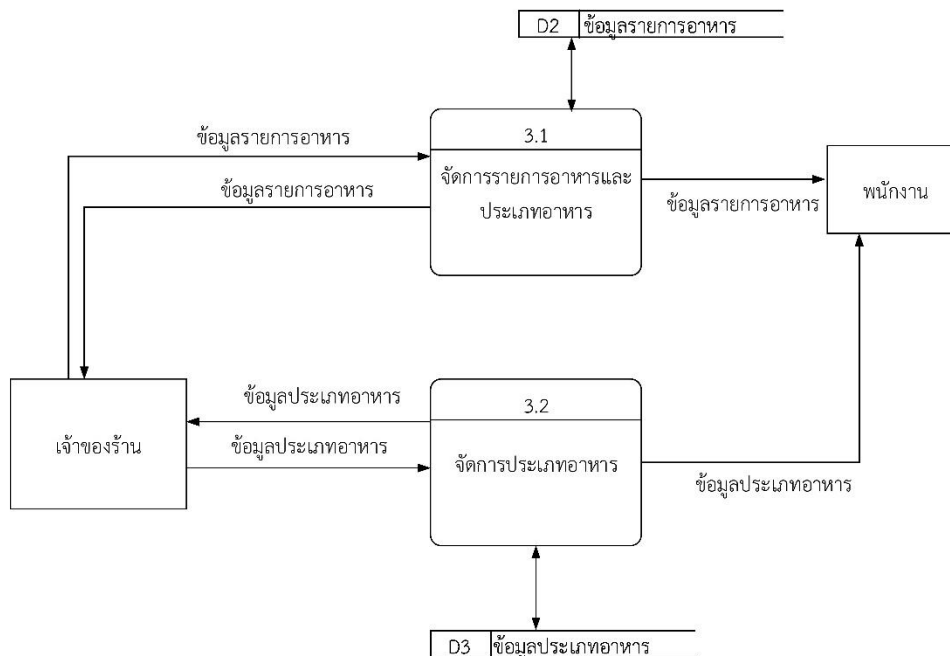 D2 ข้อมูลรายการอาหาร
3.1
ข้อมูลรายการอาหาร
จัดการรายการอาหารและ
ประเภทอาหาร
ข้อมูลรายการอาหาร
ข้อมูลรายการอาหาร
พนักงาน
ข้อมูลประเภทอาหาร
3.2
เจ้าของร้าน
ข้อมูลประเภทอาหาร
จัดการประเภทอาหาร
ข้อมูลประเภทอาหาร
D3 ข้อมูลประเภทอาหาร